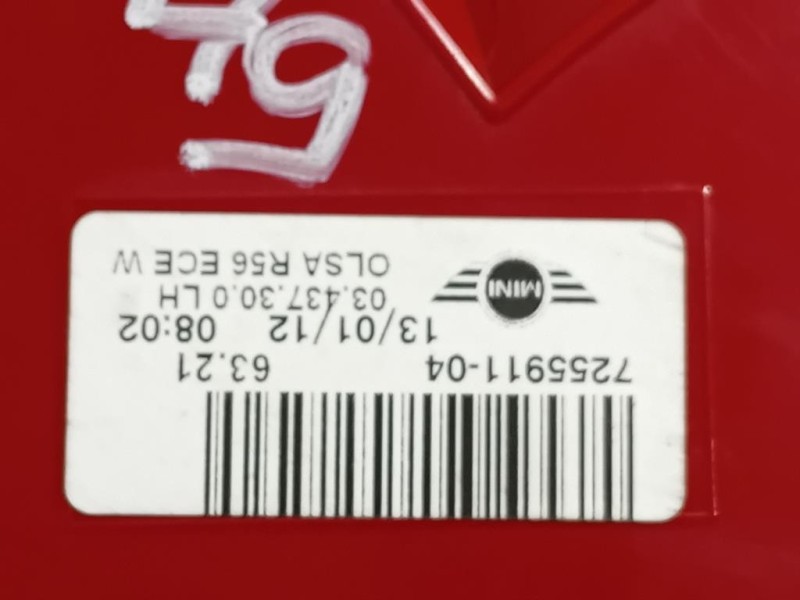 7255911-04 63.21
13/01/12 08:02
03.437.30.0 LH
MINI
OLSA R56 ECE W